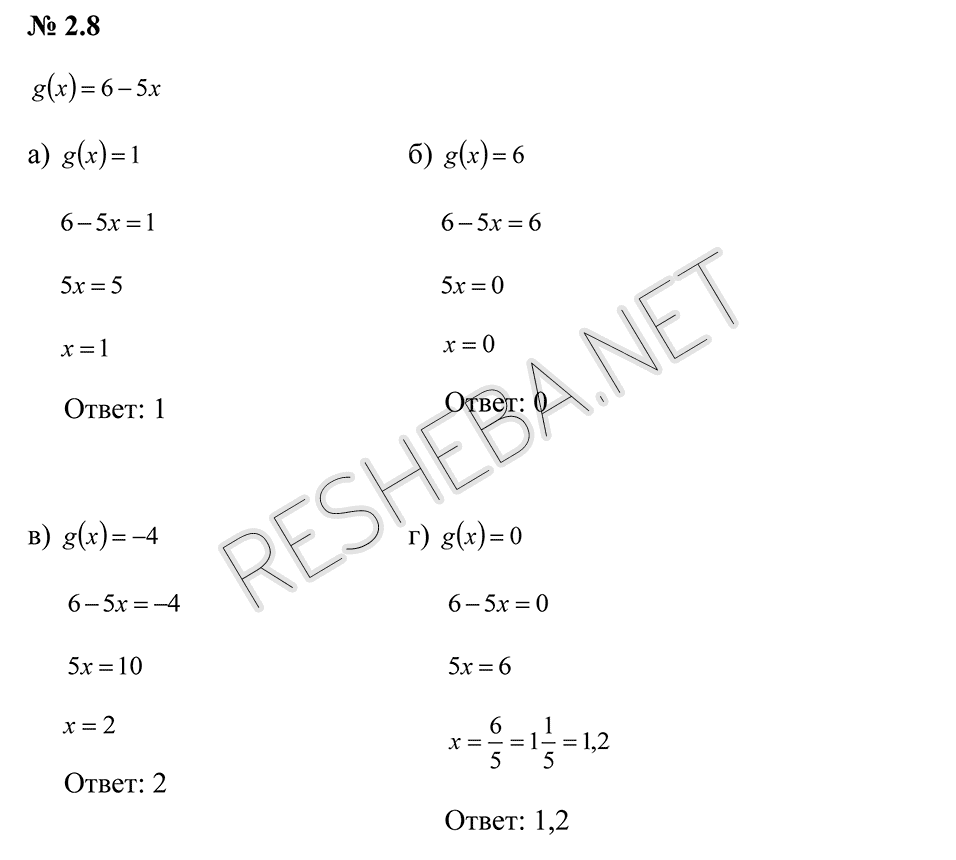 № 2.8
g(x) = 6 − 5x
а) g(x) = 1
6 − 5x = 1
5x = 5
x = 1
Ответ: 1
б) g(x) = 6
6 − 5x = 6
5x = 0
x = 0
Ответ: 0
в) g(x) = −4
6 − 5x = −4
5x = 10
x = 2
Ответ: 2
г) g(x) = 0
6 − 5x = 0
5x = 6
x = 6/5 = 1 1/5 = 1,2
Ответ: 1,2
RESHEBA.NET